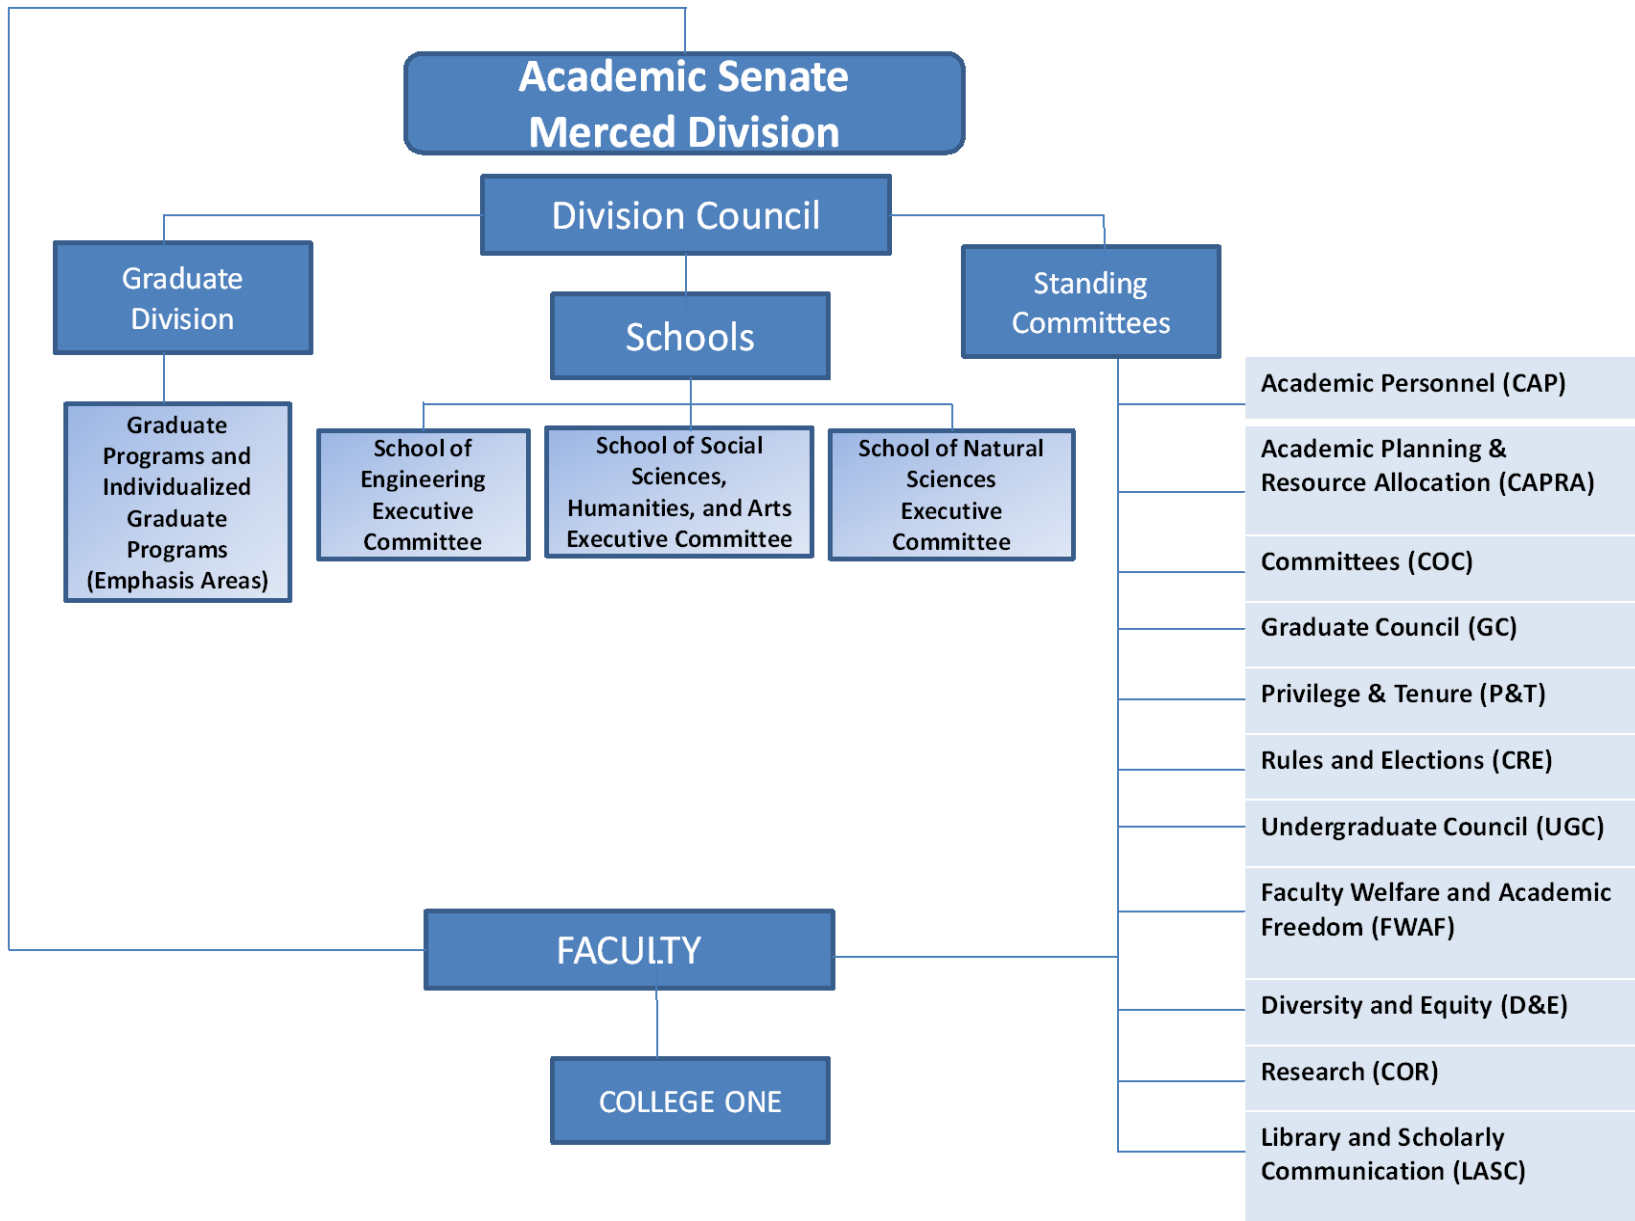 Academic Senate
Merced Division
Division Council
Graduate
Division
Schools
Standing
Committees
Graduate
Programs and
Individualized
Graduate
Programs
(Emphasis Areas)
School of
Engineering
Executive
Committee
School of Social
Sciences,
Humanities, and Arts
Executive Committee
School of Natural
Sciences
Executive
Committee
Academic Personnel (CAP)
Academic Planning &
Resource Allocation (CAPRA)
Committees (COC)
Graduate Council (GC)
Privilege & Tenure (P&T)
Rules and Elections (CRE)
Undergraduate Council (UGC)
Faculty Welfare and Academic
Freedom (FWAF)
Diversity and Equity (D&E)
Research (COR)
Library and Scholarly
Communication (LASC)
FACULTY
COLLEGE ONE